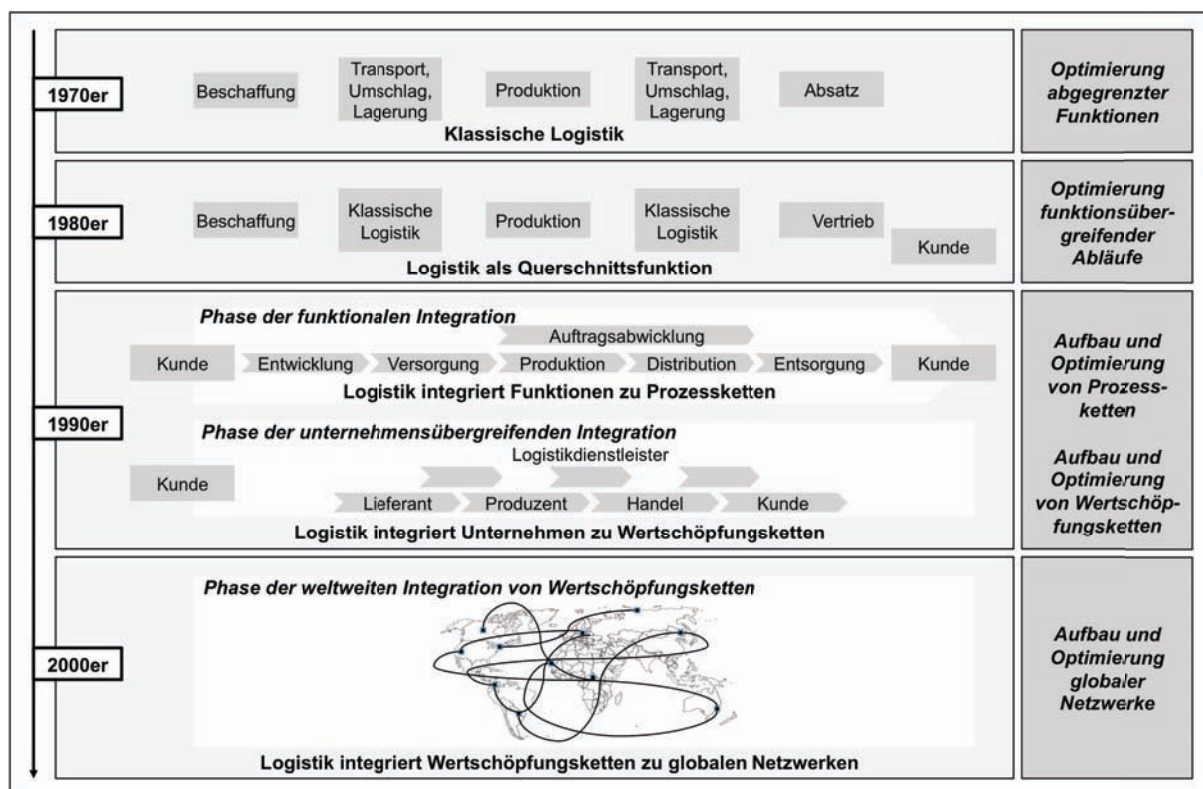 1970er
Beschaffung
Transport,
Umschlag,
Lagerung
Produktion
Transport,
Umschlag,
Lagerung
Absatz
Klassische Logistik
Optimierung
abgegrenzter
Funktionen
1980er
Beschaffung
Klassische
Logistik
Produktion
Klassische
Logistik
Vertrieb
Kunde
Logistik als Querschnittsfunktion
Optimierung
funktionsüber-
greifender
Abläufe
1990er
Phase der funktionalen Integration
Auftragsabwicklung
Kunde
Entwicklung
Versorgung
Produktion
Distribution
Entsorgung
Kunde
Logistik integriert Funktionen zu Prozessketten
Aufbau und
Optimierung
von Prozess-
ketten
Phase der unternehmensübergreifenden Integration
Logistikdienstleister
Kunde
Lieferant
Produzent
Handel
Kunde
Logistik integriert Unternehmen zu Wertschöpfungsketten
Aufbau und
Optimierung
von Wertschöp-
fungsketten
2000er
Phase der weltweiten Integration von Wertschöpfungsketten
Logistik integriert Wertschöpfungsketten zu globalen Netzwerken
Aufbau und
Optimierung
globaler
Netzwerke